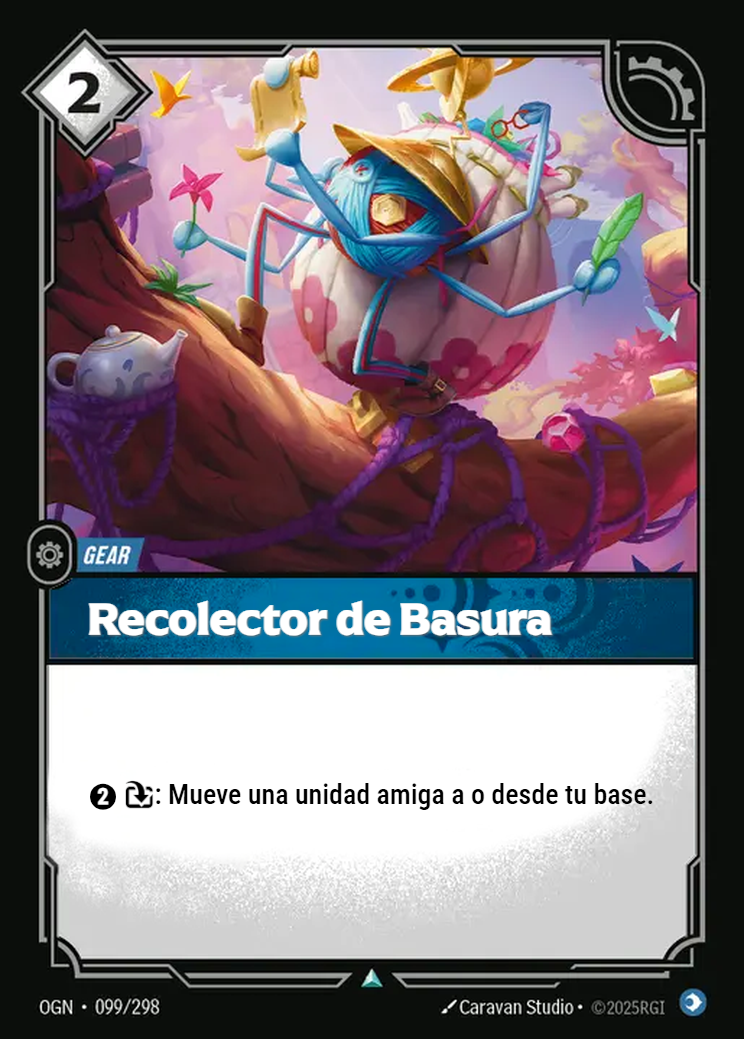 2
GEAR
Recolector de Basura
2 : Mueve una unidad amiga a o desde tu base.
OGN • 099/298
Caravan Studio • ©2025RGI